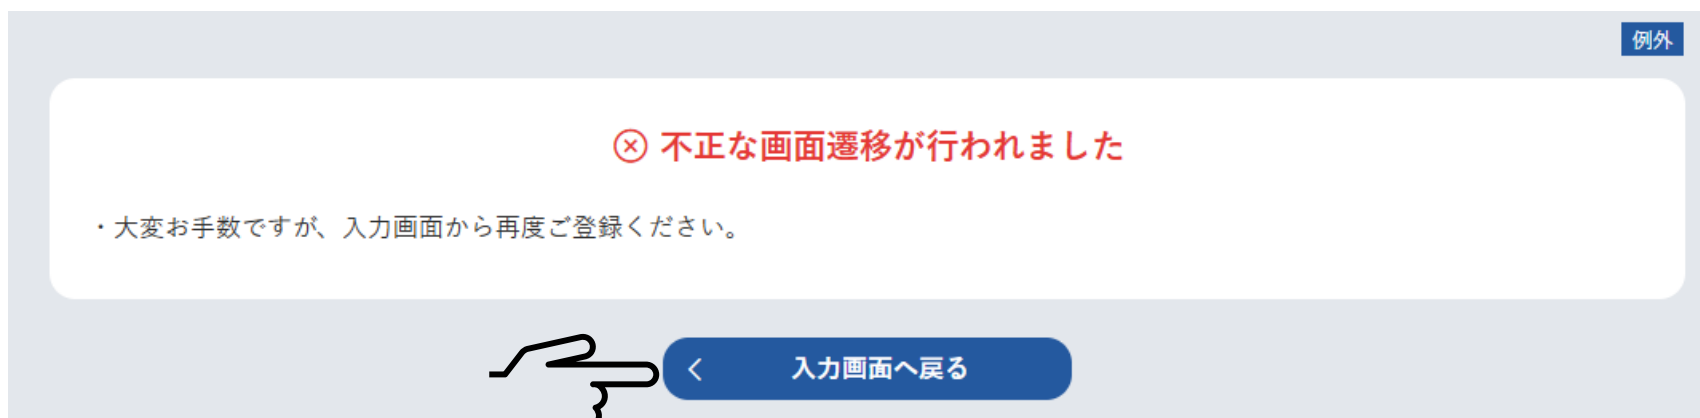 例外
不正な画面遷移が行われました
・大変お手数ですが、入力画面から再度ご登録ください。
入力画面へ戻る